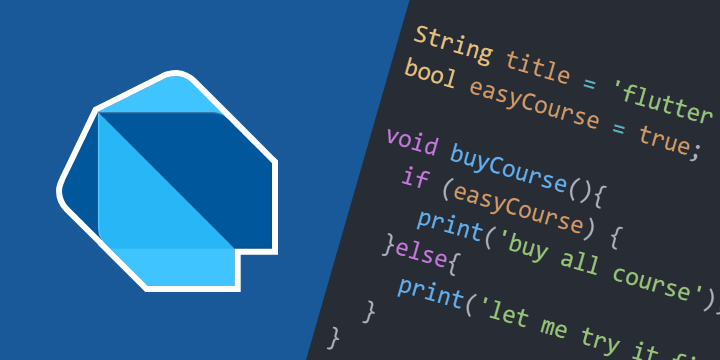 String title = 'flutter
bool easyCourse = true;
void buyCourse(){
if (easyCourse) {
print('buy all course');
}else{
print('let me try it
}
}